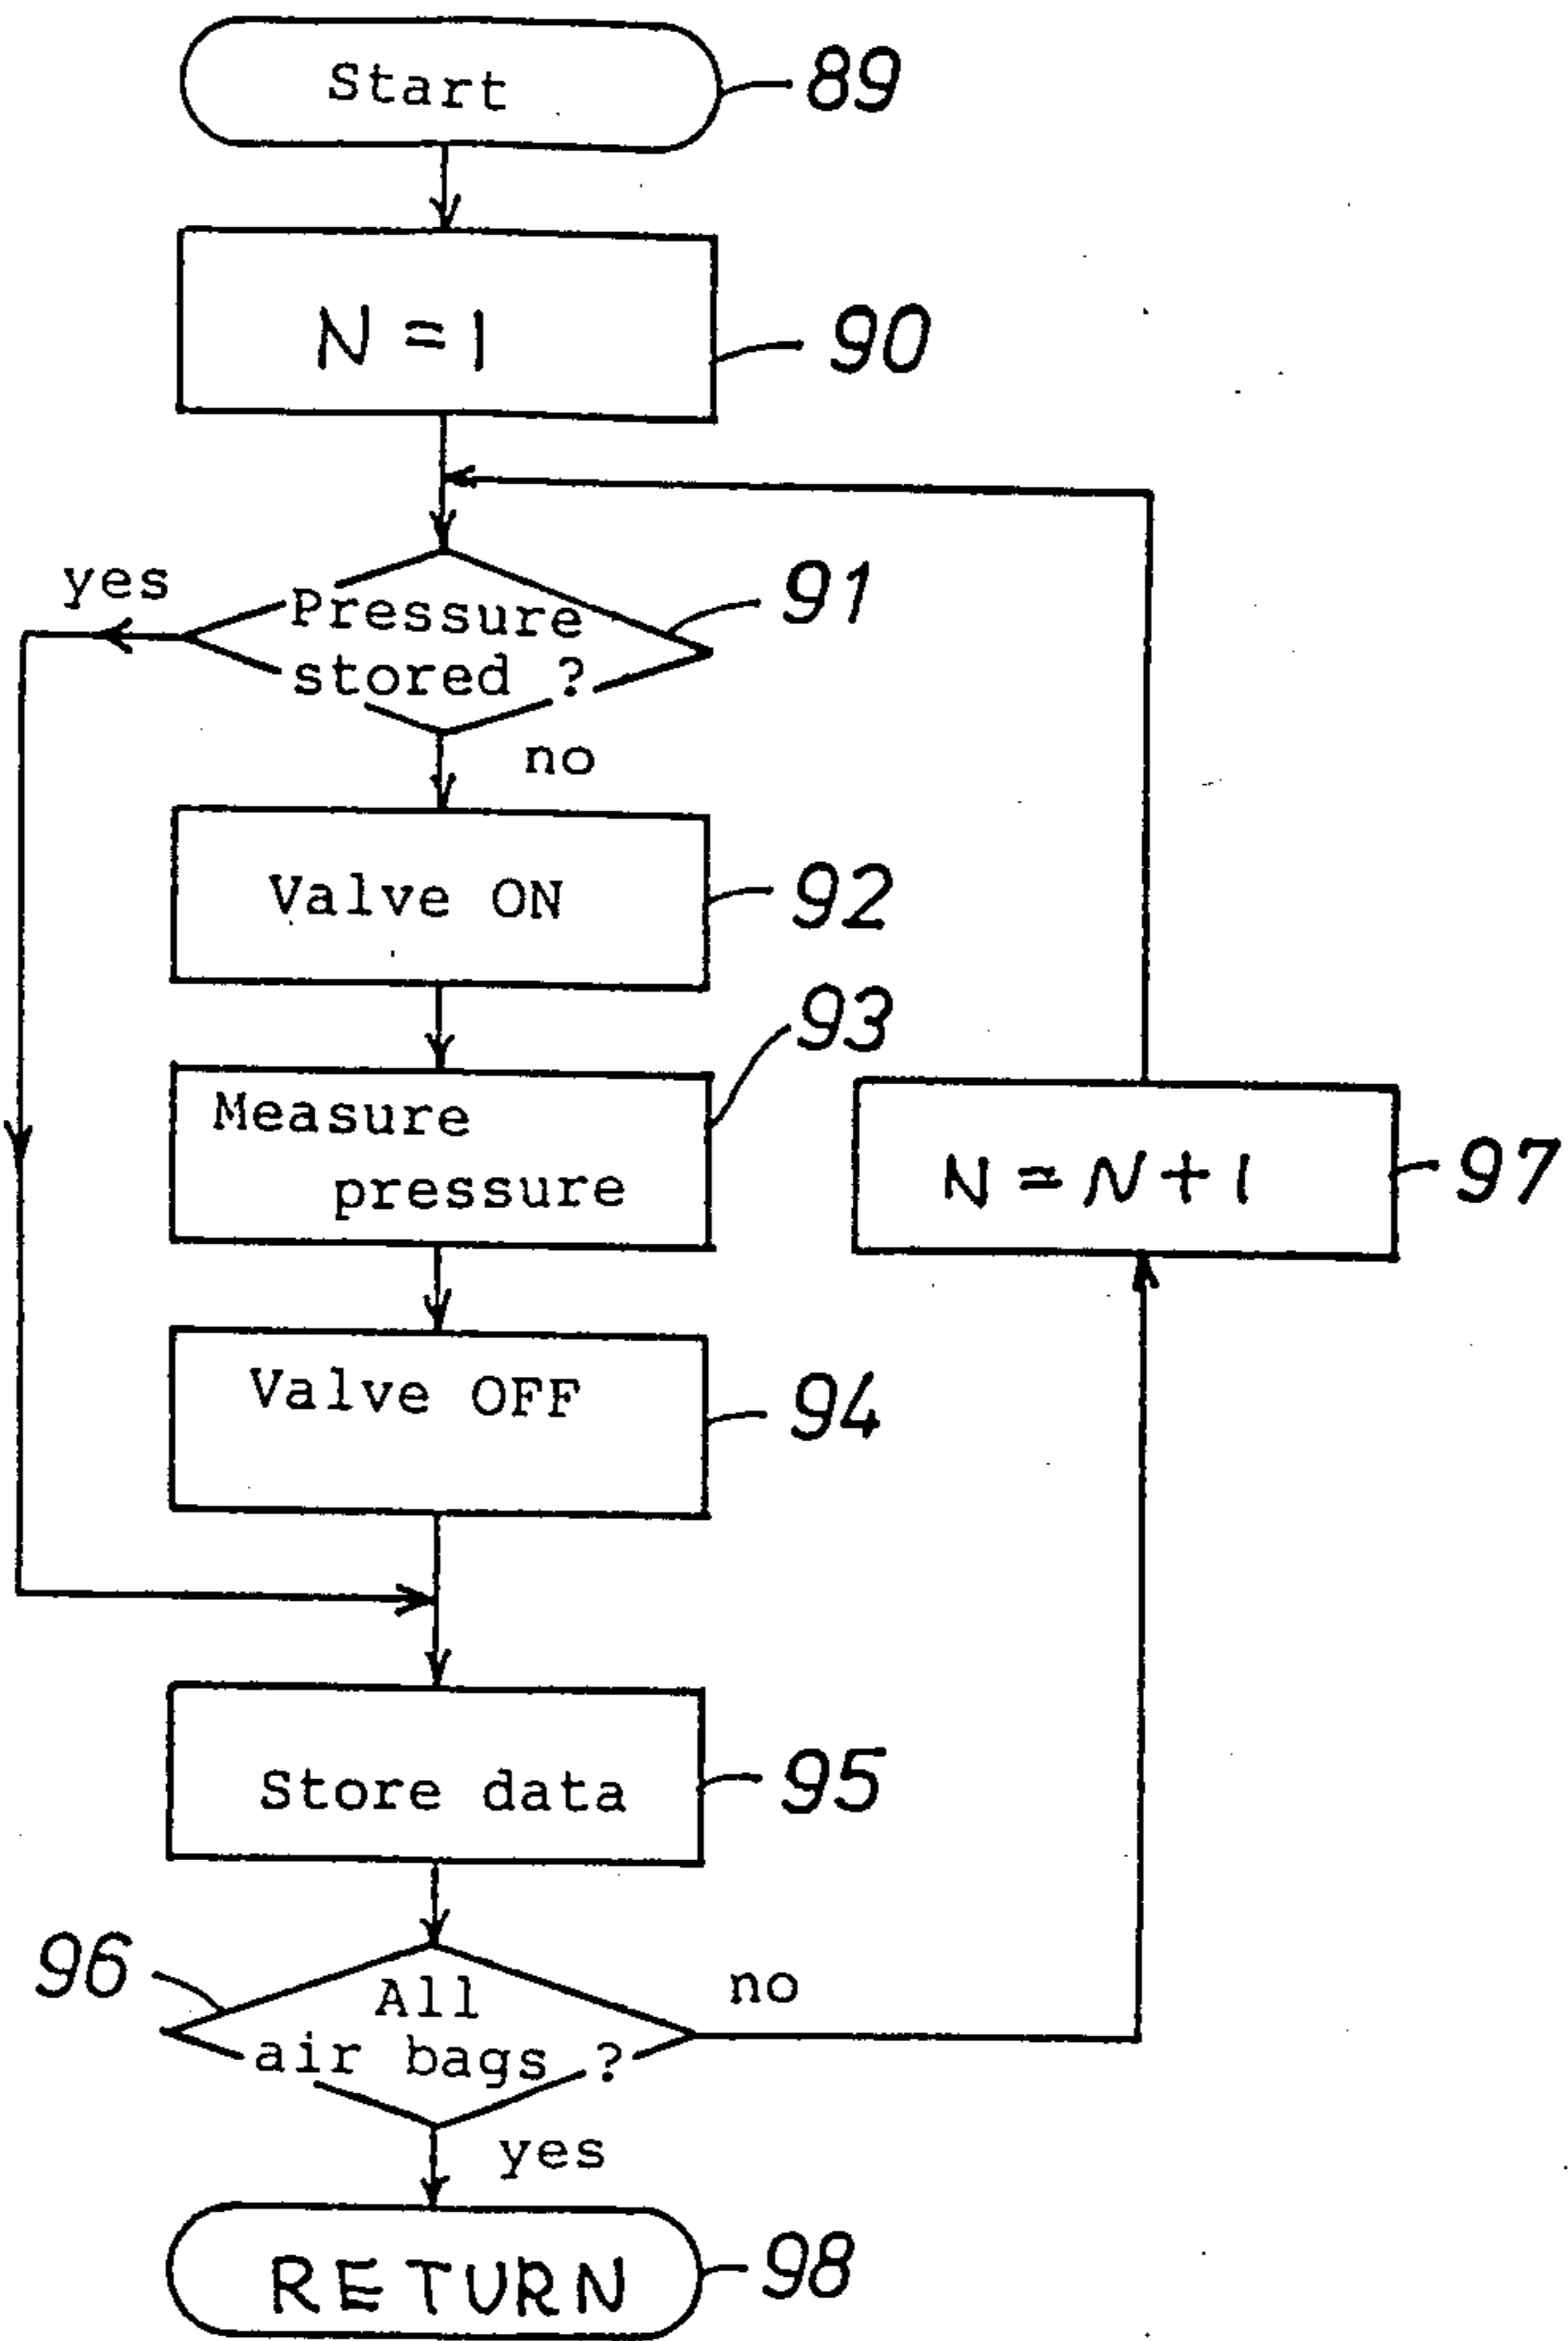 Start
89
N = 1
90
yes
Pressure
stored ?
91
no
Valve ON
92
93
Measure
pressure
N = N + 1
97
Valve OFF
94
Store data
95
96
All
air bags ?
no
yes
RETURN
98